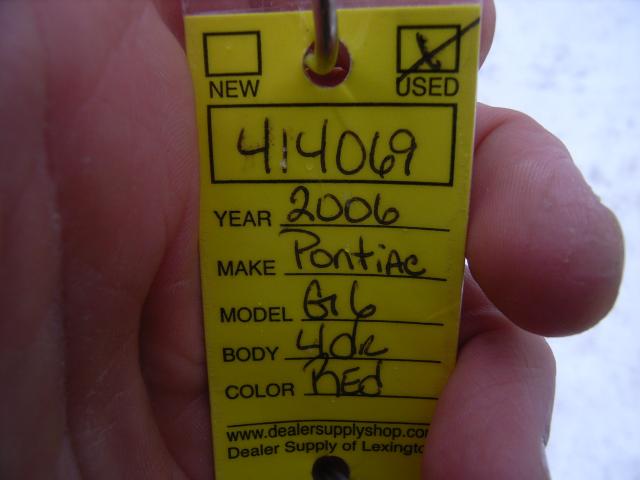 NEW USED
414069
YEAR 2006
MAKE Pontiac
MODEL G6
BODY 4dr
COLOR Red
www.dealersupplyshop.co
Dealer Supply of Lexingto